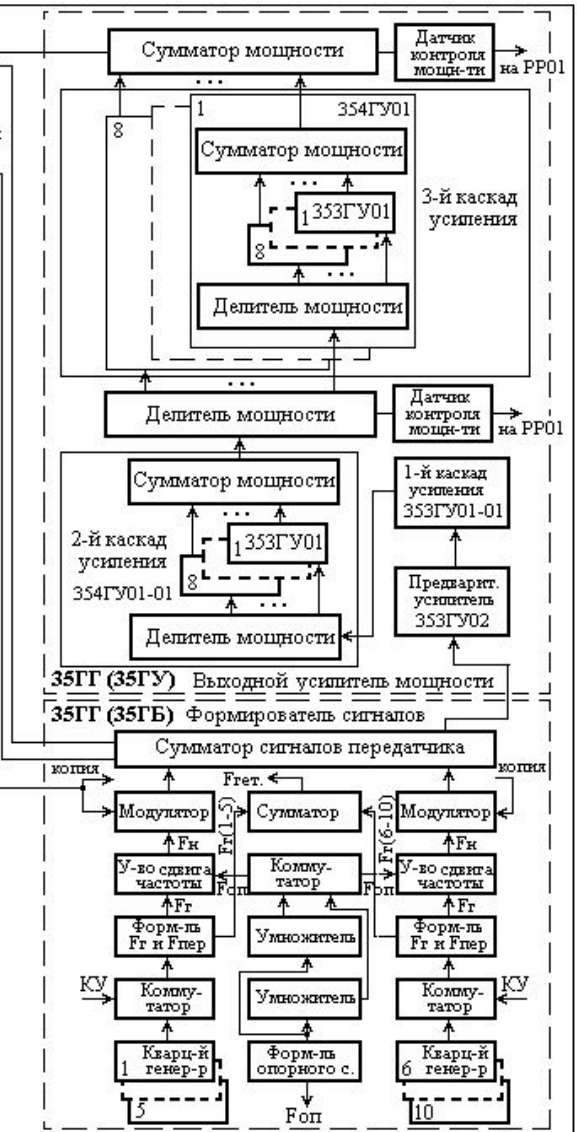 Сумматор мощности
Датчик
контроля
мощн-ти
на РР01
. . .
8
1
354ГУ01
Сумматор мощности
. . .
1 353ГУ01
8
. . .
Делитель мощности
3-й каскад
усиления
. . .
Делитель мощности
Датчик
контроля
мощн-ти
на РР01
Сумматор мощности
. . .
1 353ГУ01
8
. . .
2-й каскад
усиления
354ГУ01-01
Делитель мощности
1-й каскад
усиления
353ГУ01-01
Предварит.
усилитель
353ГУ02
35ГГ (35ГУ) Выходной усилитель мощности
35ГГ (35ГБ) Формирователь сигналов
Сумматор сигналов передатчика
копия
Fгет.
копия
Модулятор
Fг(1-5)
Сумматор
Fг(6-10)
Модулятор
Fн
Fн
У-во сдвига
частоты
Fоп
Комму-
татор
Fоп
У-во сдвига
частоты
Fг
Fг
Форм-ль
Fг и Fпер
Умножитель
Форм-ль
Fг и Fпер
КУ
Комму-
татор
Умножитель
Комму-
татор
КУ
1 Кварц-й
генер-р
5
Форм-ль
опорного с.
Fоп
6 Кварц-й
генер-р
10